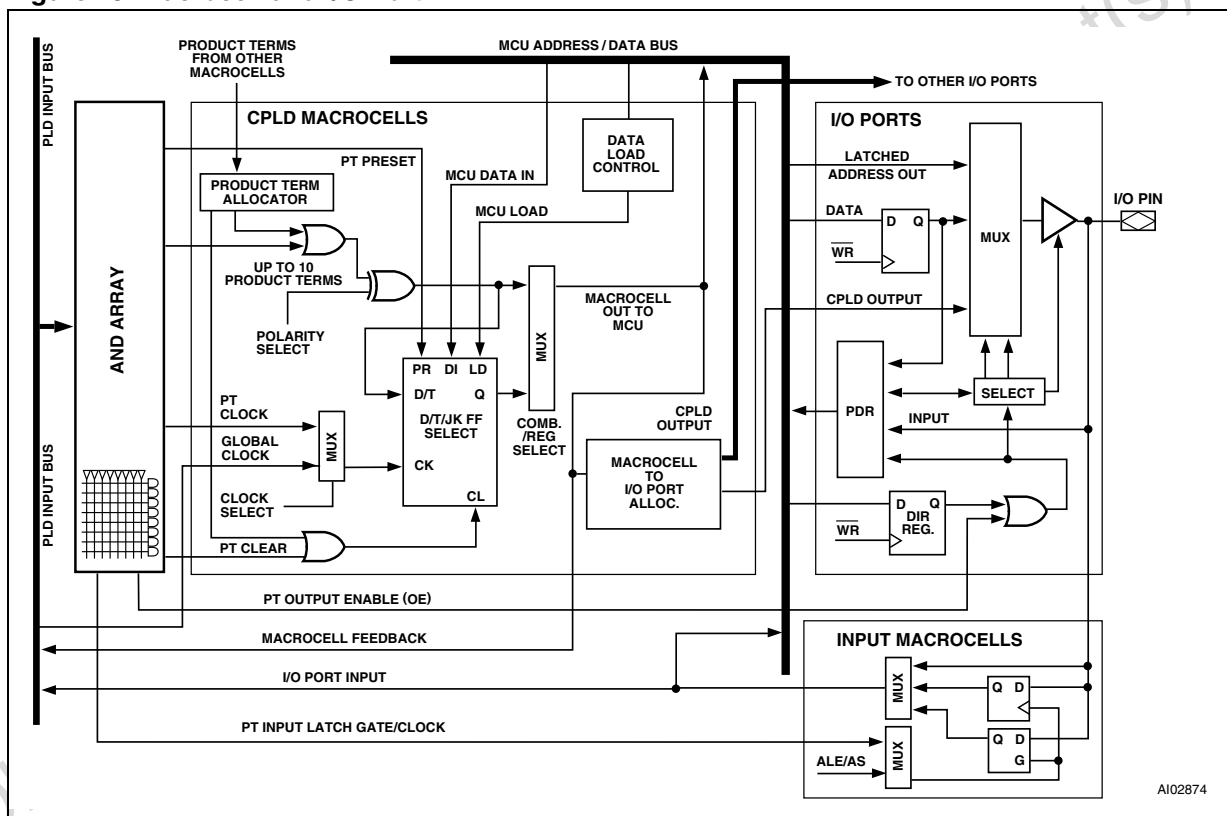 PRODUCT TERMS
FROM OTHER
MACROCELLS
MCU ADDRESS / DATA BUS
TO OTHER I/O PORTS
PLD INPUT BUS
CPLD MACROCELLS
I/O PORTS
PT PRESET
MCU DATA IN
DATA
LOAD
CONTROL
LATCHED
ADDRESS OUT
I/O PIN
PRODUCT TERM
ALLOCATOR
MCU LOAD
DATA
D Q
MUX
WR
AND ARRAY
UP TO 10
PRODUCT TERMS
POLARITY
SELECT
MUX
MACROCELL
OUT TO
MCU
CPLD OUTPUT
PR DI LD
D/T Q
D/T/JK FF
SELECT
CK
CL
COMB.
/REG
SELECT
CPLD
OUTPUT
PDR
SELECT
INPUT
PT
CLOCK
GLOBAL
CLOCK
MUX
CLOCK
SELECT
MACROCELL
TO
I/O PORT
ALLOC.
PLD INPUT BUS
D Q
DIR
REG.
WR
PT CLEAR
PT OUTPUT ENABLE (OE)
MACROCELL FEEDBACK
INPUT MACROCELLS
I/O PORT INPUT
MUX
Q D
PT INPUT LATCH GATE/CLOCK
Q D
G
MUX
ALE/AS
AI02874